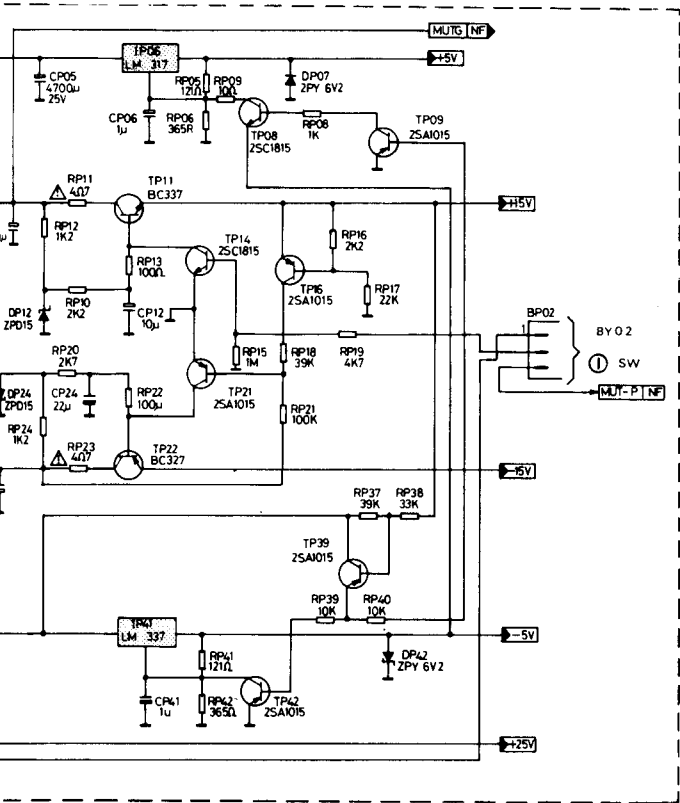 MUTG NF
IP06
LM 317
+5V
CP05
4700µ
25V
RP05
121Ω
RP09
10Ω
DP07
2PY 6V2
CP06
1µ
RP06
365R
TP08
2SC1815
RP08
1K
TP09
2SA1015
RP11
4Ω7
TP11
BC337
+15V
RP12
1K2
RP13
100Ω
TP14
2SC1815
RP16
2K2
TP16
2SA1015
RP17
22K
DP12
ZPD15
RP10
2K2
CP12
10µ
BP02
1
BY02
RP20
2K7
RP15
1M
RP18
39K
RP19
4K7
I SW
DP24
ZPD15
CP24
22µ
RP22
100µ
TP21
2SA1015
MUT-P NF
RP24
1K2
RP21
100K
RP23
4Ω7
TP22
BC327
-15V
RP37
39K
RP38
33K
TP39
2SA1015
RP39
10K
RP40
10K
IP41
LM 337
-5V
RP41
121Ω
DP42
ZPY 6V2
CP41
1µ
RP42
365Ω
TP42
2SA1015
+25V